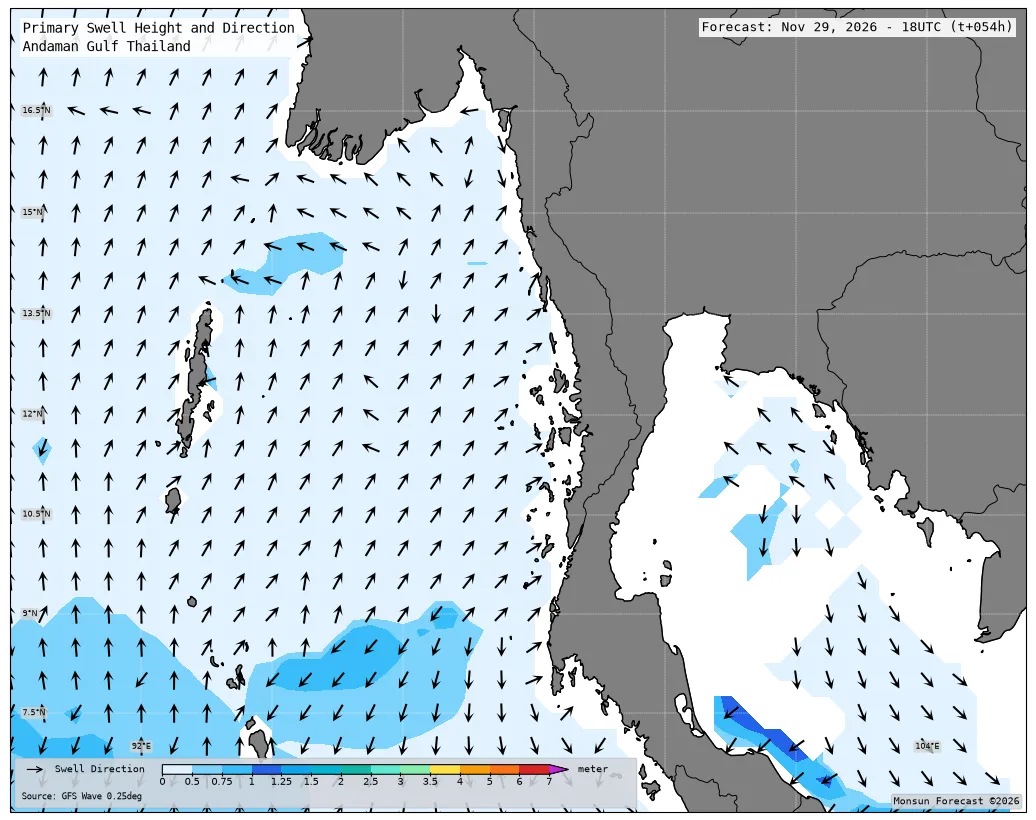 Primary Swell Height and Direction
Andaman Gulf Thailand
Forecast: Nov 29, 2026 - 18UTC (t+054h)
16.5°N
15°N
13.5°N
12°N
10.5°N
9°N
7.5°N
92°E
104°E
Swell Direction
meter
0 0.5 0.75 1 1.25 1.5 2 2.5 3 3.5 4 5 6 7
Source: GFS Wave 0.25deg
Monsun Forecast ©2026